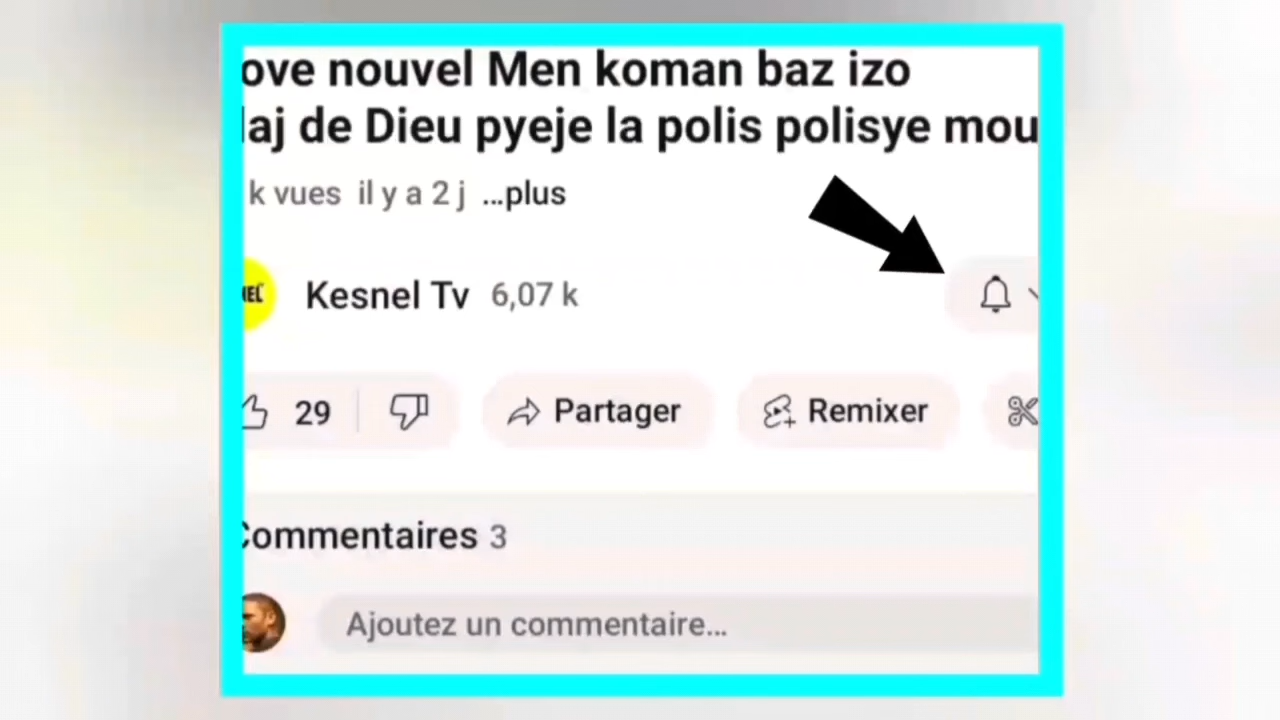 ove nouvel Men koman baz izo
laj de Dieu pyeje la polis polisye mou
k vues il y a 2 j ...plus
NEL
Kesnel Tv 6,07 k
29 Partager Remixer
Commentaires 3
Ajoutez un commentaire...